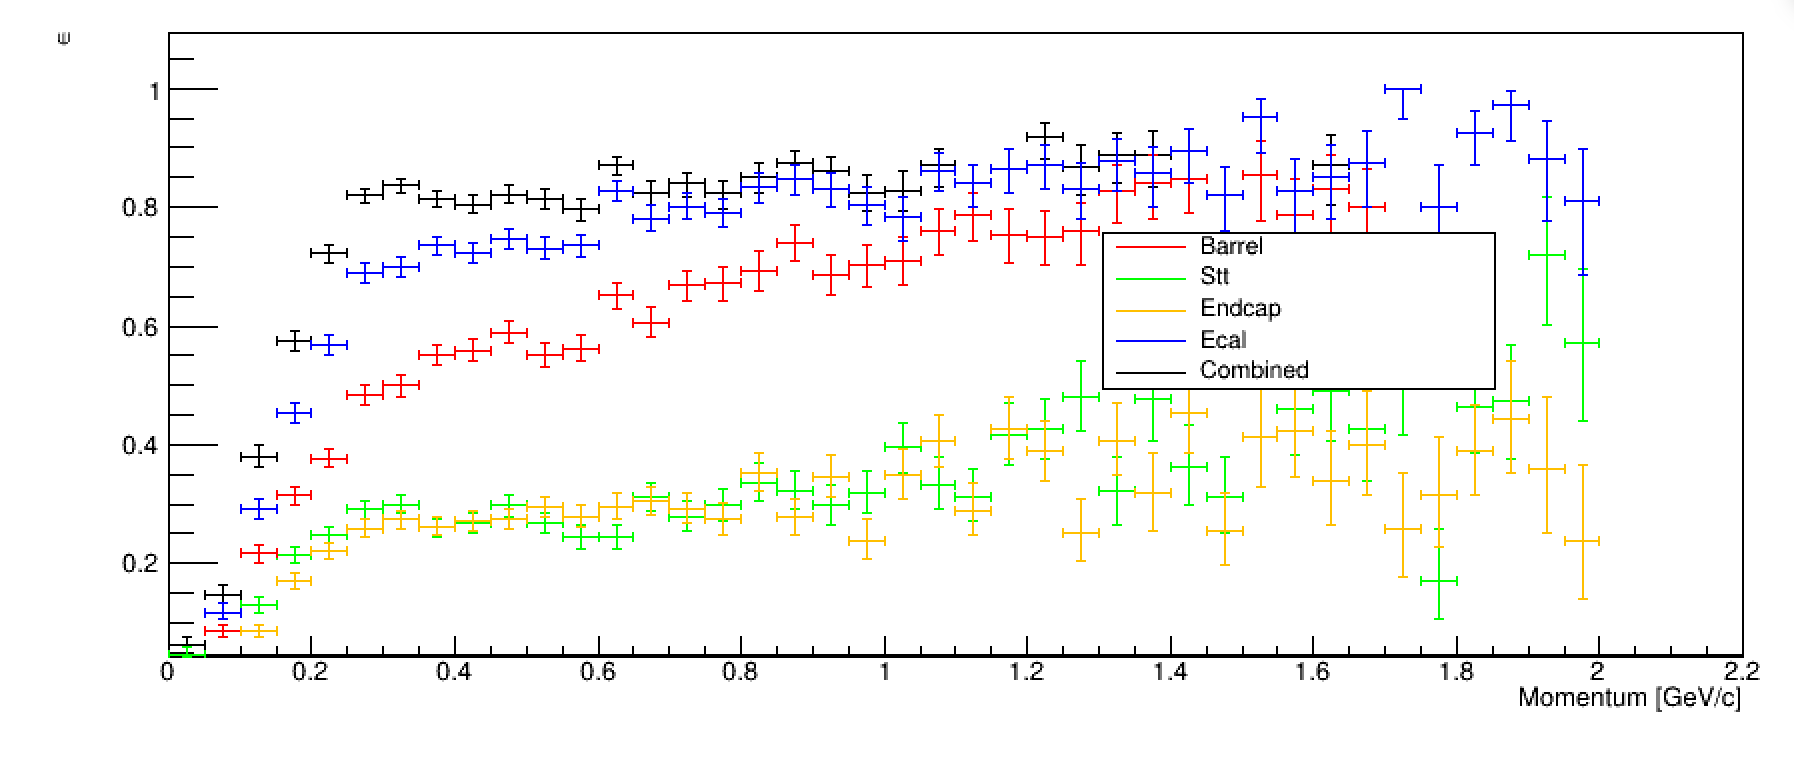 ε
1
0.8
0.6
0.4
0.2
Barrel
Stt
Endcap
Ecal
Combined
0 0.2 0.4 0.6 0.8 1 1.2 1.4 1.6 1.8 2 2.2
Momentum [GeV/c]